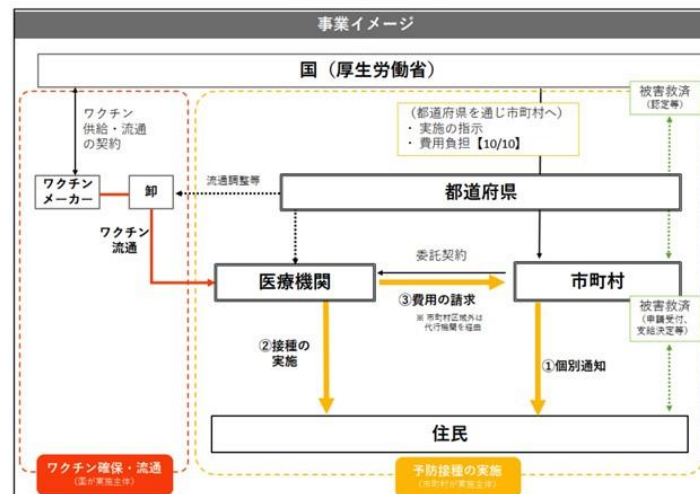 事業イメージ
国（厚生労働省）
ワクチン
供給・流通
の契約
（都道府県を通じ市町村へ）
・ 実施の指示
・ 費用負担【10/10】
被害救済
（認定等）
ワクチン
メーカー
卸
流通調整等
都道府県
ワクチン
流通
医療機関
委託契約
市町村
③費用の請求
※ 市町村区域外は
代行機関を経由
被害救済
（申請受付、
支給決定等）
②接種の
実施
①個別通知
住民
ワクチン確保・流通
（国が実施主体）
予防接種の実施
（市町村が実施主体）